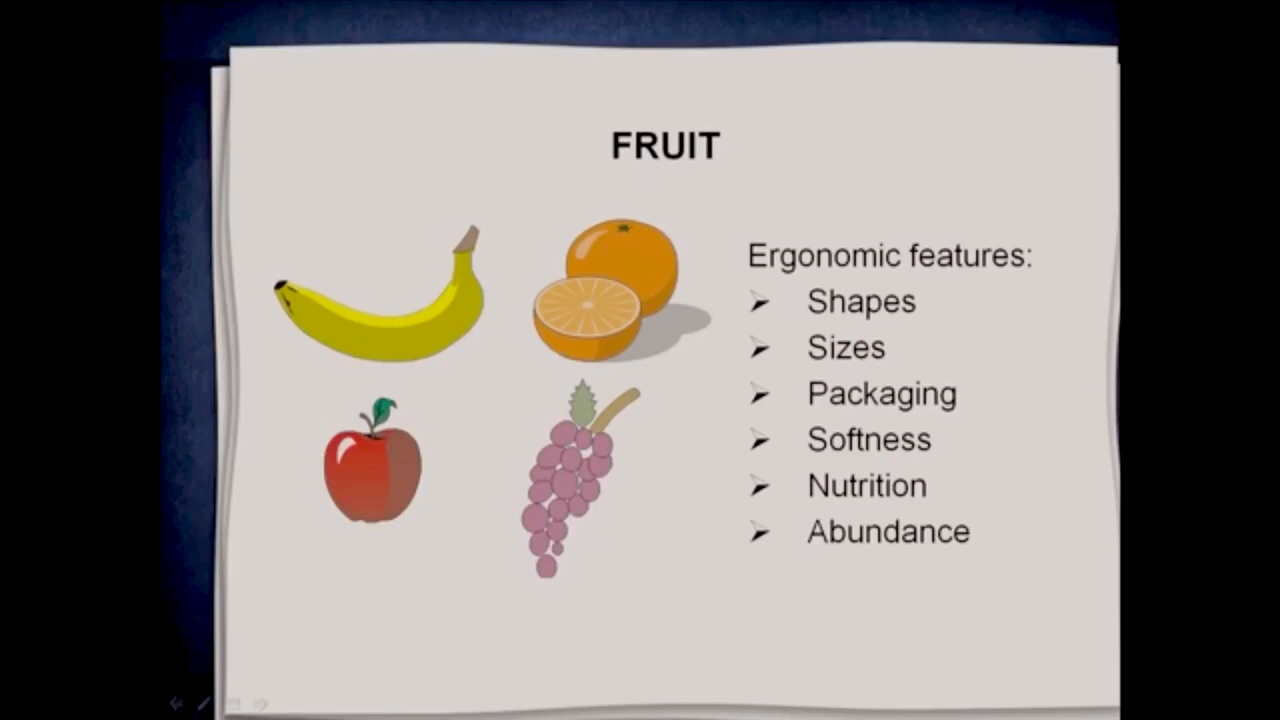 FRUIT
Ergonomic features:
Shapes
Sizes
Packaging
Softness
Nutrition
Abundance